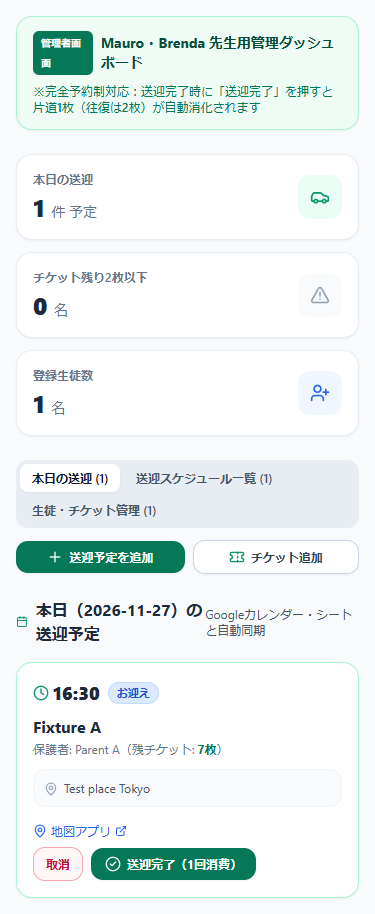 管理者画
面
Mauro・Brenda 先生用管理ダッシュ
ボード
※完全予約制対応：送迎完了時に「送迎完了」を押すと
片道1枚（往復は2枚）が自動消化されます
本日の送迎
1 件 予定
チケット残り2枚以下
0 名
登録生徒数
1 名
本日の送迎 (1)
送迎スケジュール一覧 (1)
生徒・チケット管理 (1)
送迎予定を追加
チケット追加
本日（2026-11-27）の
送迎予定
Googleカレンダー・シート
と自動同期
16:30 お迎え
Fixture A
保護者: Parent A（残チケット: 7枚）
Test place Tokyo
地図アプリ
取消
送迎完了（1回消費）